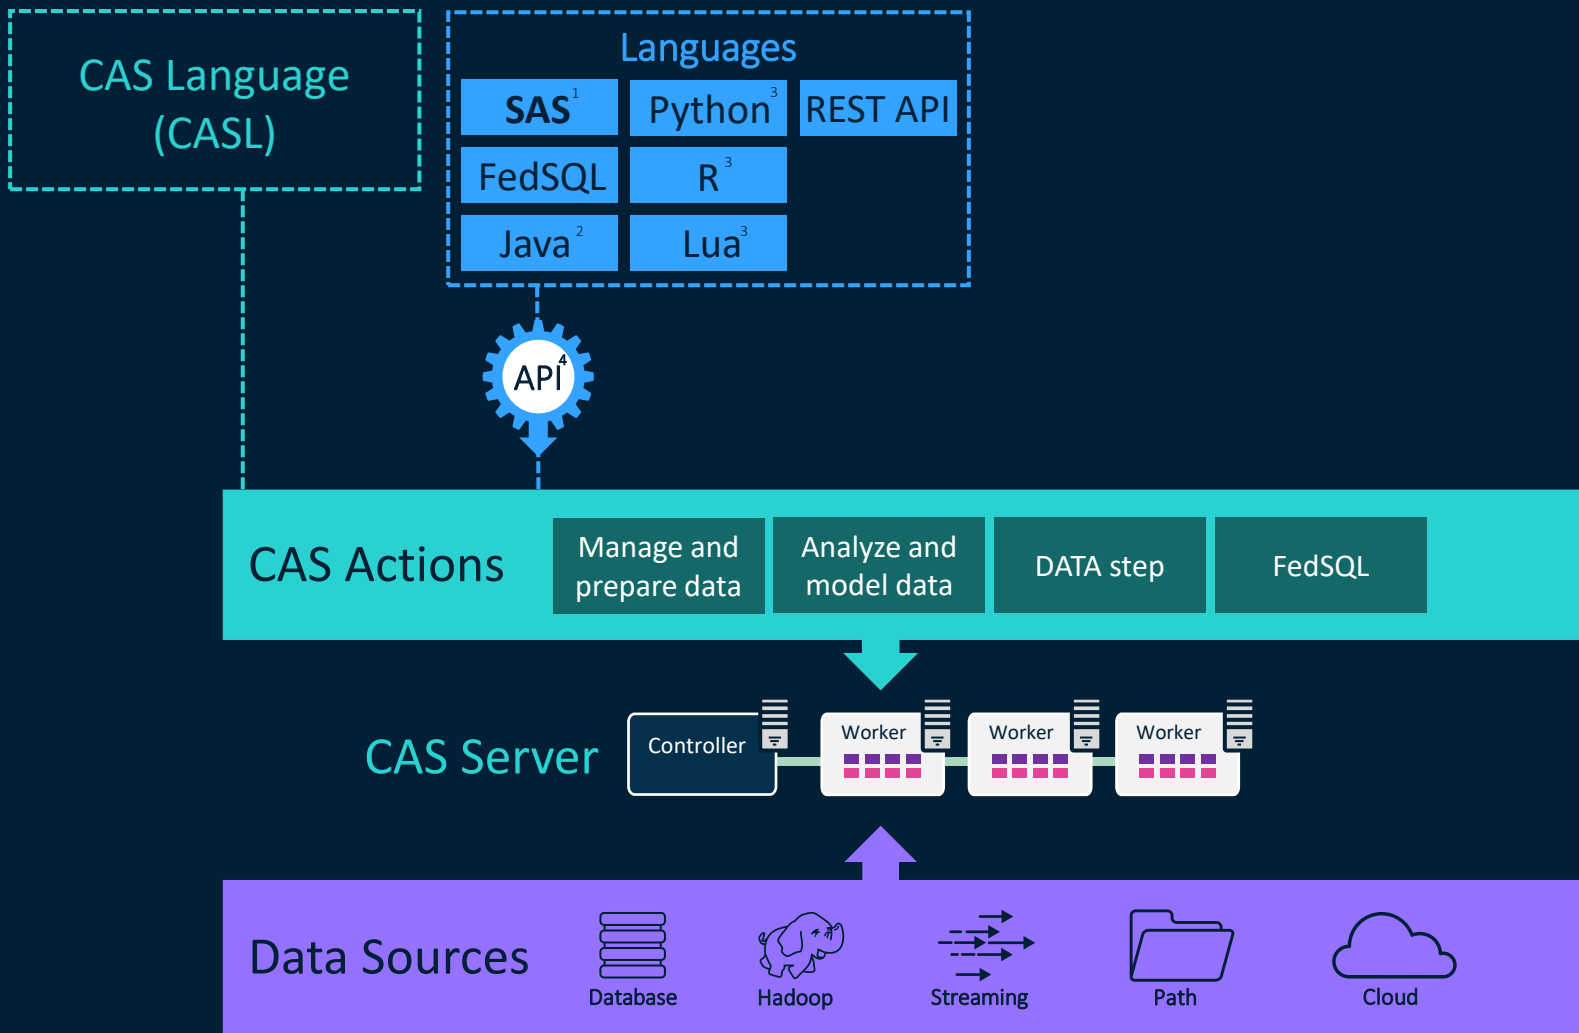 CAS Language
(CASL)
Languages
SAS1
Python3
REST API
FedSQL
R3
Java2
Lua3
API4
CAS Actions
Manage and
prepare data
Analyze and
model data
DATA step
FedSQL
CAS Server
Controller
Worker
Worker
Worker
Data Sources
Database
Hadoop
Streaming
Path
Cloud